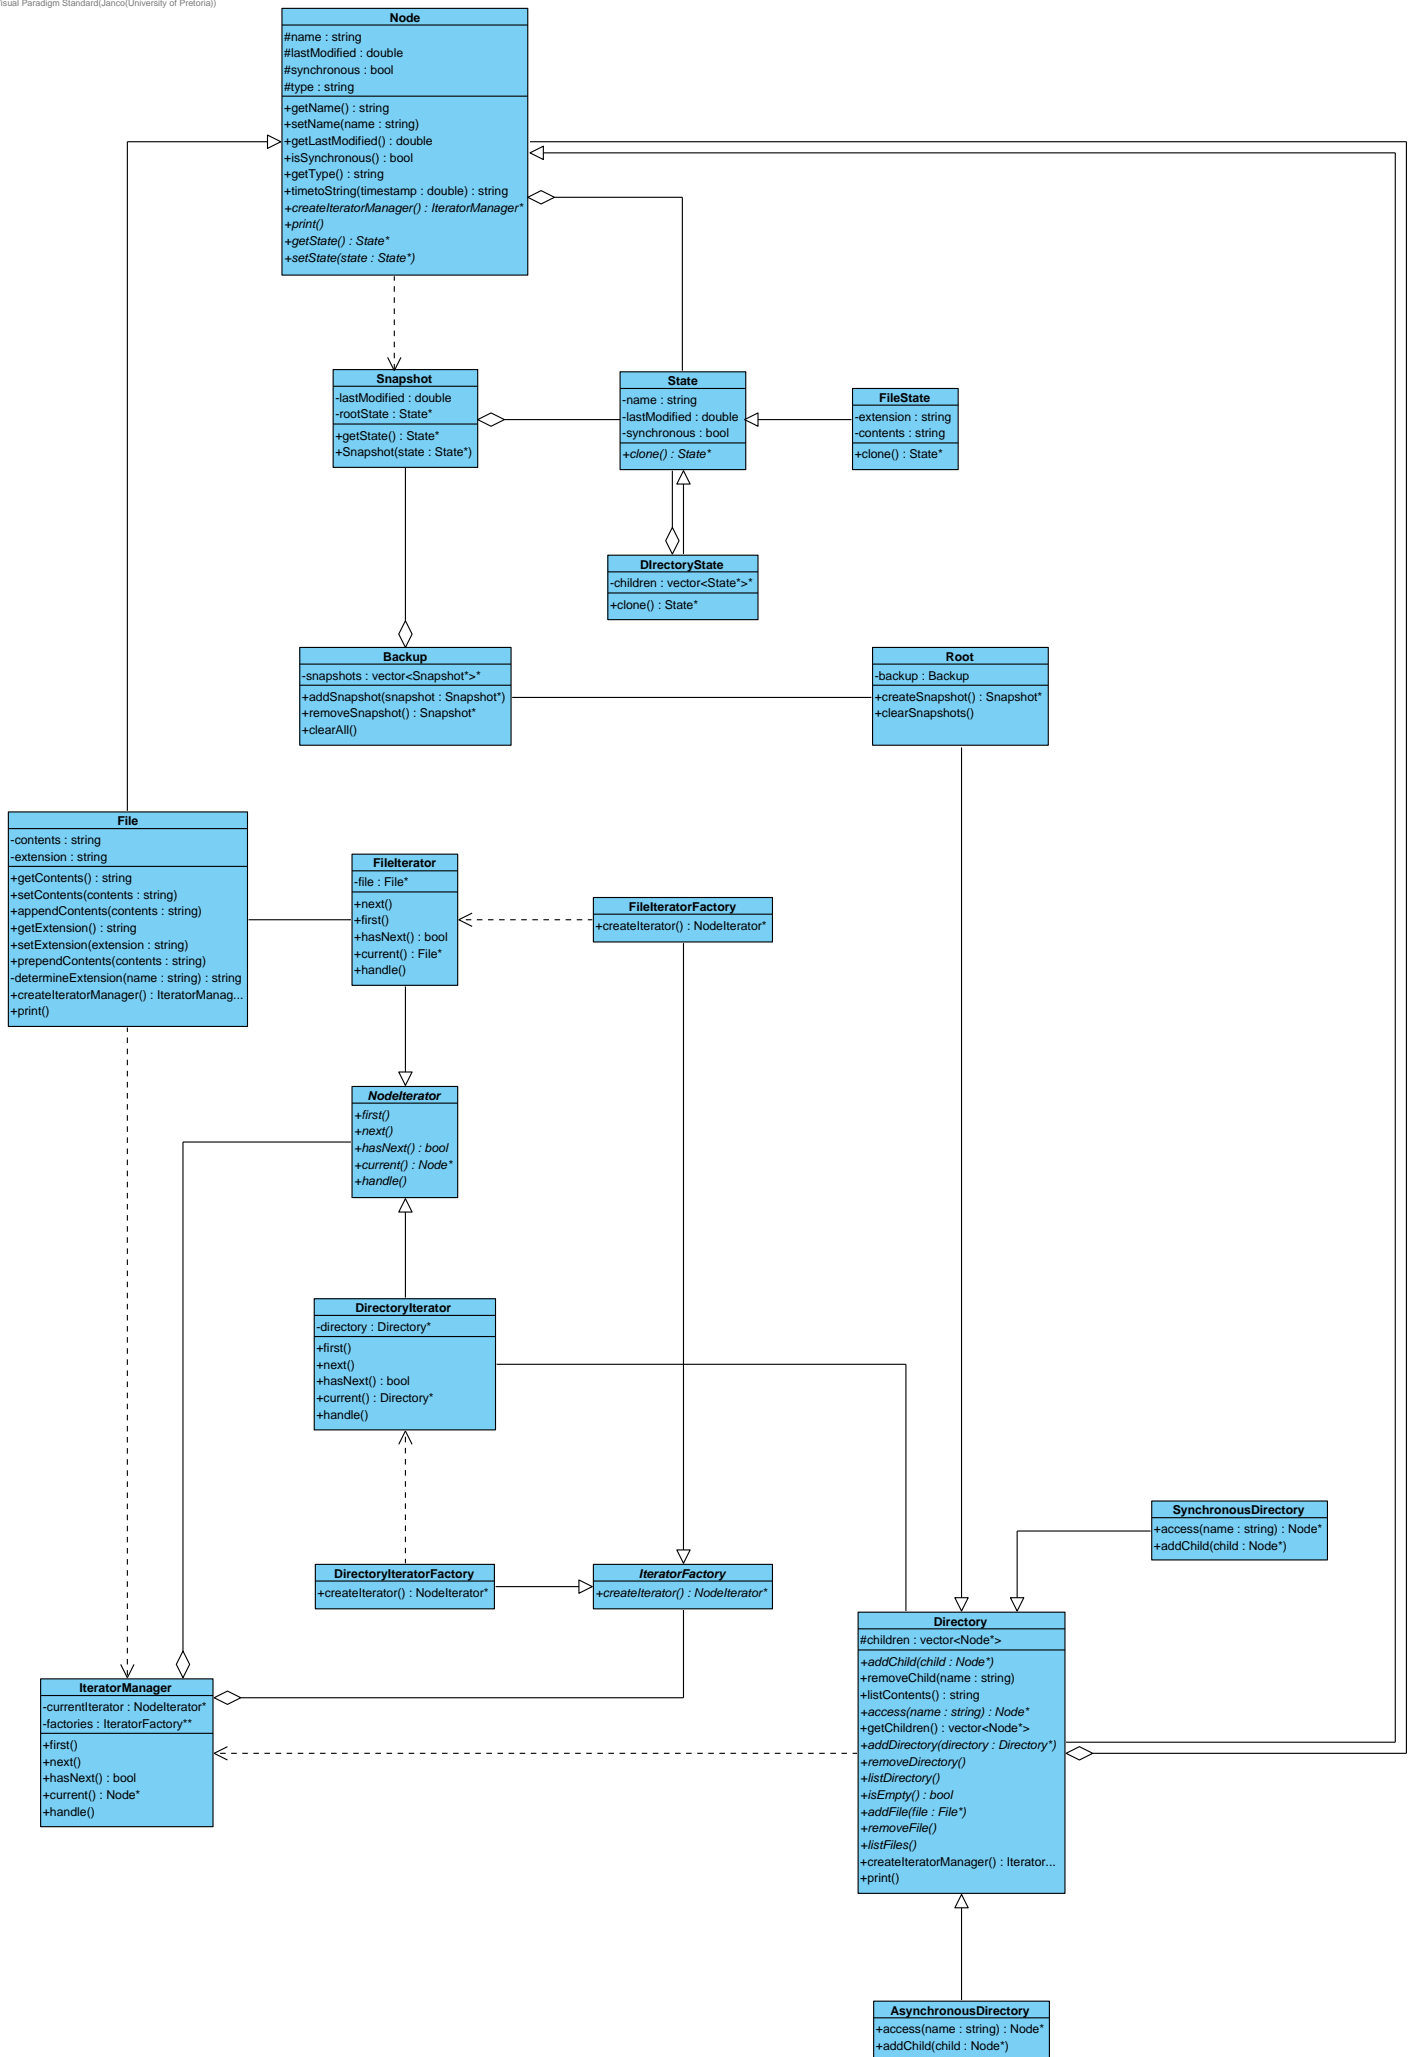 Visual Paradigm Standard(Janco(University of Pretoria))
Node
#name : string
#lastModified : double
#synchronous : bool
#type : string
+getName() : string
+setName(name : string)
+getLastModified() : double
+isSynchronous() : bool
+getType() : string
+timetoString(timestamp : double) : string
+createIteratorManager() : IteratorManager*
+print()
+getState() : State*
+setState(state : State*)
Snapshot
-lastModified : double
-rootState : State*
+getState() : State*
+Snapshot(state : State*)
State
-name : string
-lastModified : double
-synchronous : bool
+clone() : State*
FileState
-extension : string
-contents : string
+clone() : State*
DIrectoryState
-children : vector<State*>*
+clone() : State*
Backup
-snapshots : vector<Snapshot*>*
+addSnapshot(snapshot : Snapshot*)
+removeSnapshot() : Snapshot*
+clearAll()
Root
-backup : Backup
+createSnapshot() : Snapshot*
+clearSnapshots()
File
-contents : string
-extension : string
+getContents() : string
+setContents(contents : string)
+appendContents(contents : string)
+getExtension() : string
+setExtension(extension : string)
+prependContents(contents : string)
-determineExtension(name : string) : string
+createIteratorManager() : IteratorManag...
+print()
FileIterator
-file : File*
+next()
+first()
+hasNext() : bool
+current() : File*
+handle()
FileIteratorFactory
+createIterator() : NodeIterator*
NodeIterator
+first()
+next()
+hasNext() : bool
+current() : Node*
+handle()
DirectoryIterator
-directory : Directory*
+first()
+next()
+hasNext() : bool
+current() : Directory*
+handle()
SynchronousDirectory
+access(name : string) : Node*
+addChild(child : Node*)
DirectoryIteratorFactory
+createIterator() : NodeIterator*
IteratorFactory
+createIterator() : NodeIterator*
Directory
#children : vector<Node*>
+addChild(child : Node*)
+removeChild(name : string)
+listContents() : string
+access(name : string) : Node*
+getChildren() : vector<Node*>
+addDirectory(directory : Directory*)
+removeDirectory()
+listDirectory()
+isEmpty() : bool
+addFile(file : File*)
+removeFile()
+listFiles()
+createIteratorManager() : Iterator...
+print()
IteratorManager
-currentIterator : NodeIterator*
-factories : IteratorFactory**
+first()
+next()
+hasNext() : bool
+current() : Node*
+handle()
AsynchronousDirectory
+access(name : string) : Node*
+addChild(child : Node*)